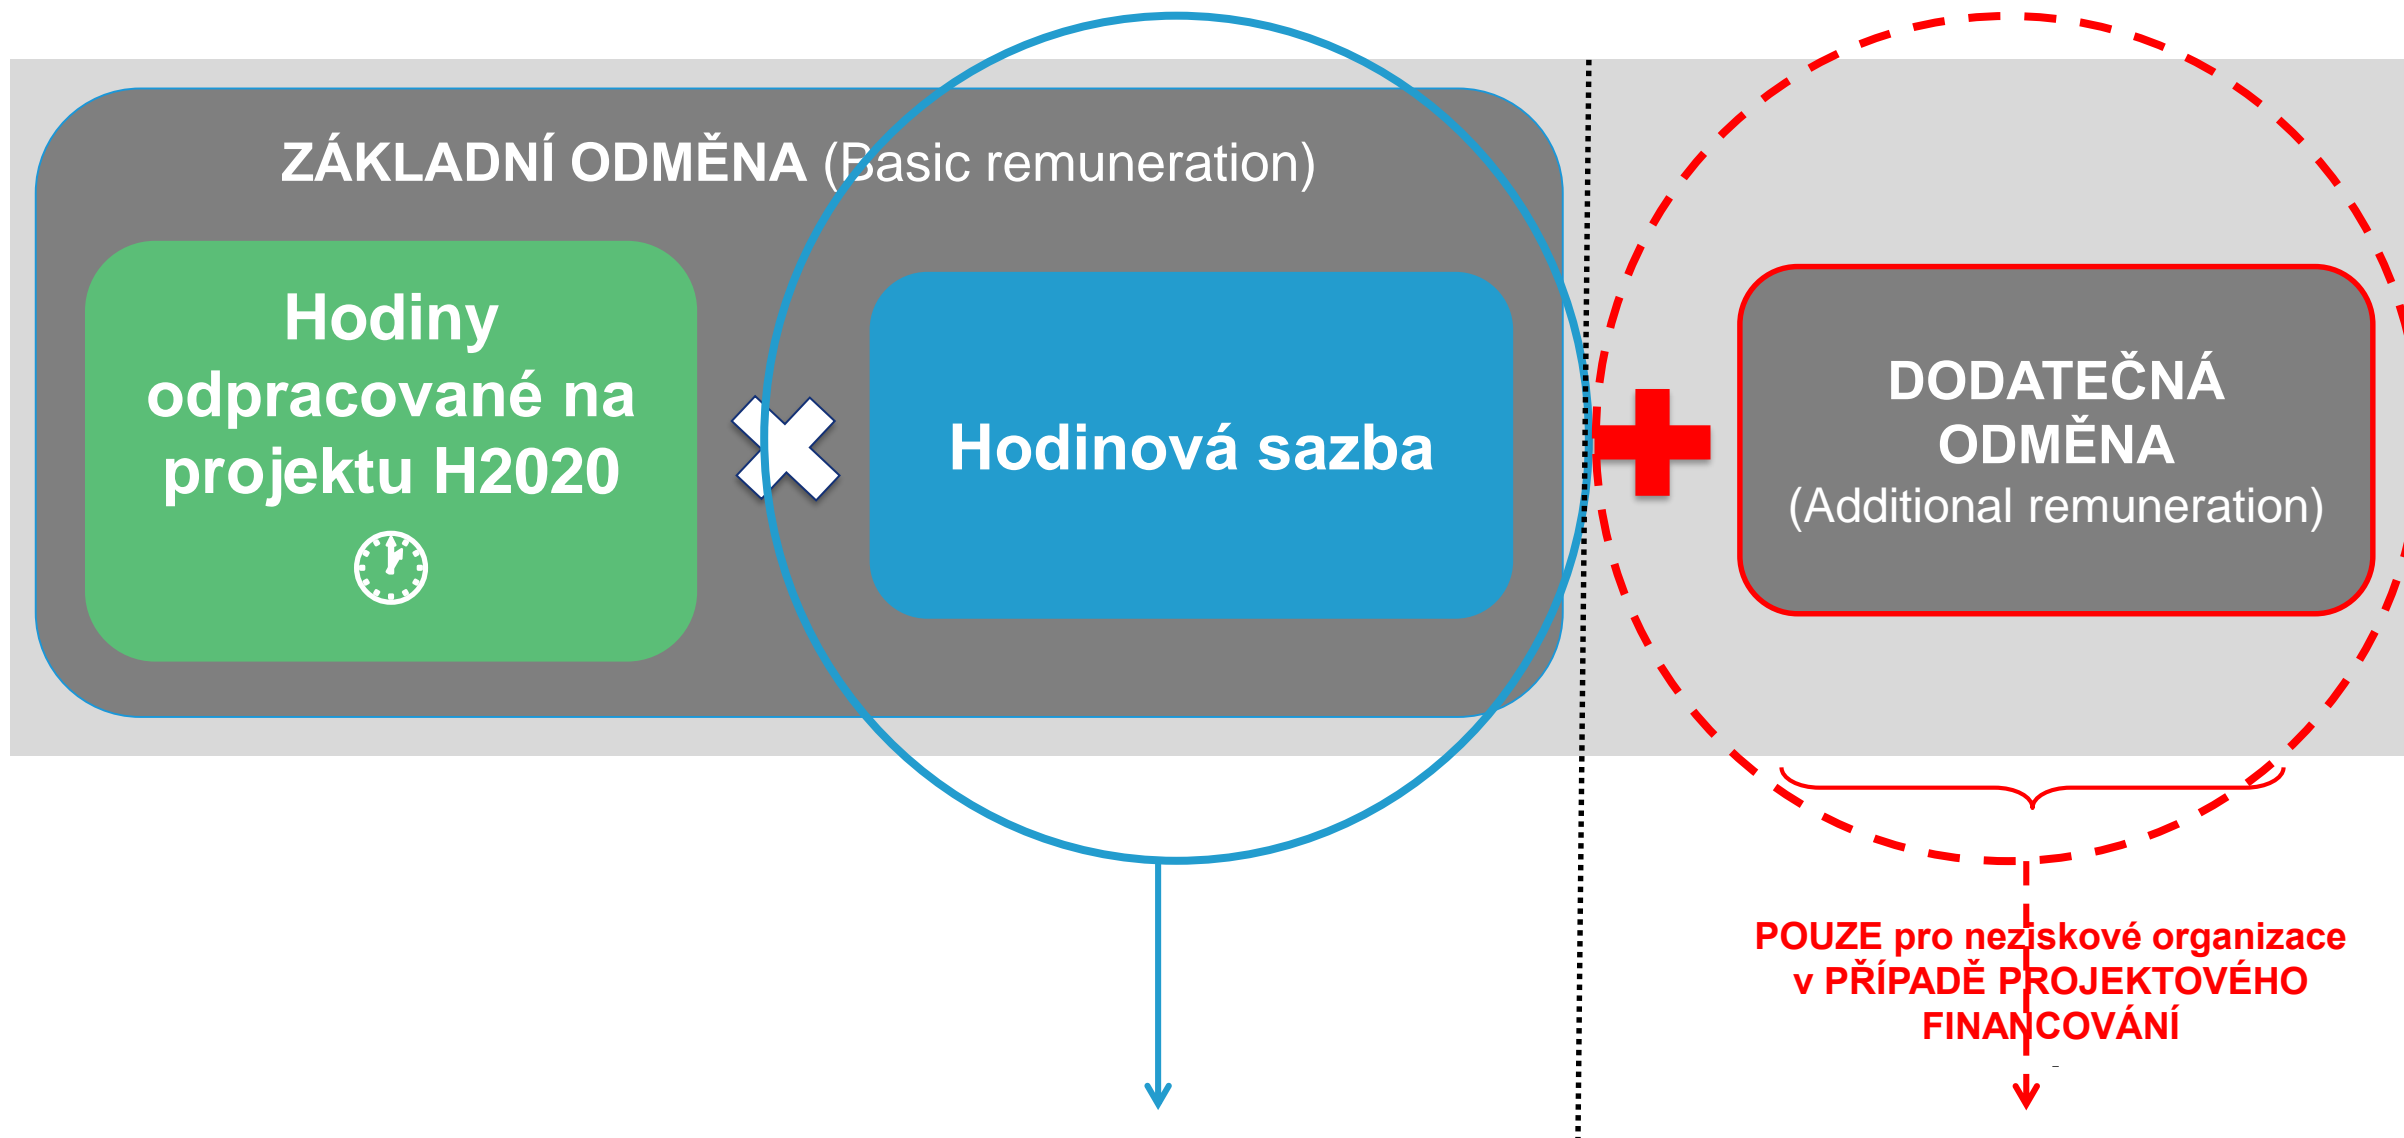 ZÁKLADNÍ ODMĚNA (Basic remuneration)
Hodiny
odpracované na
projektu H2020
Hodinová sazba
DODATEČNÁ
ODMĚNA
(Additional remuneration)
POUZE pro neziskové organizace
v PŘÍPADĚ PROJEKTOVÉHO
FINANCOVÁNÍ